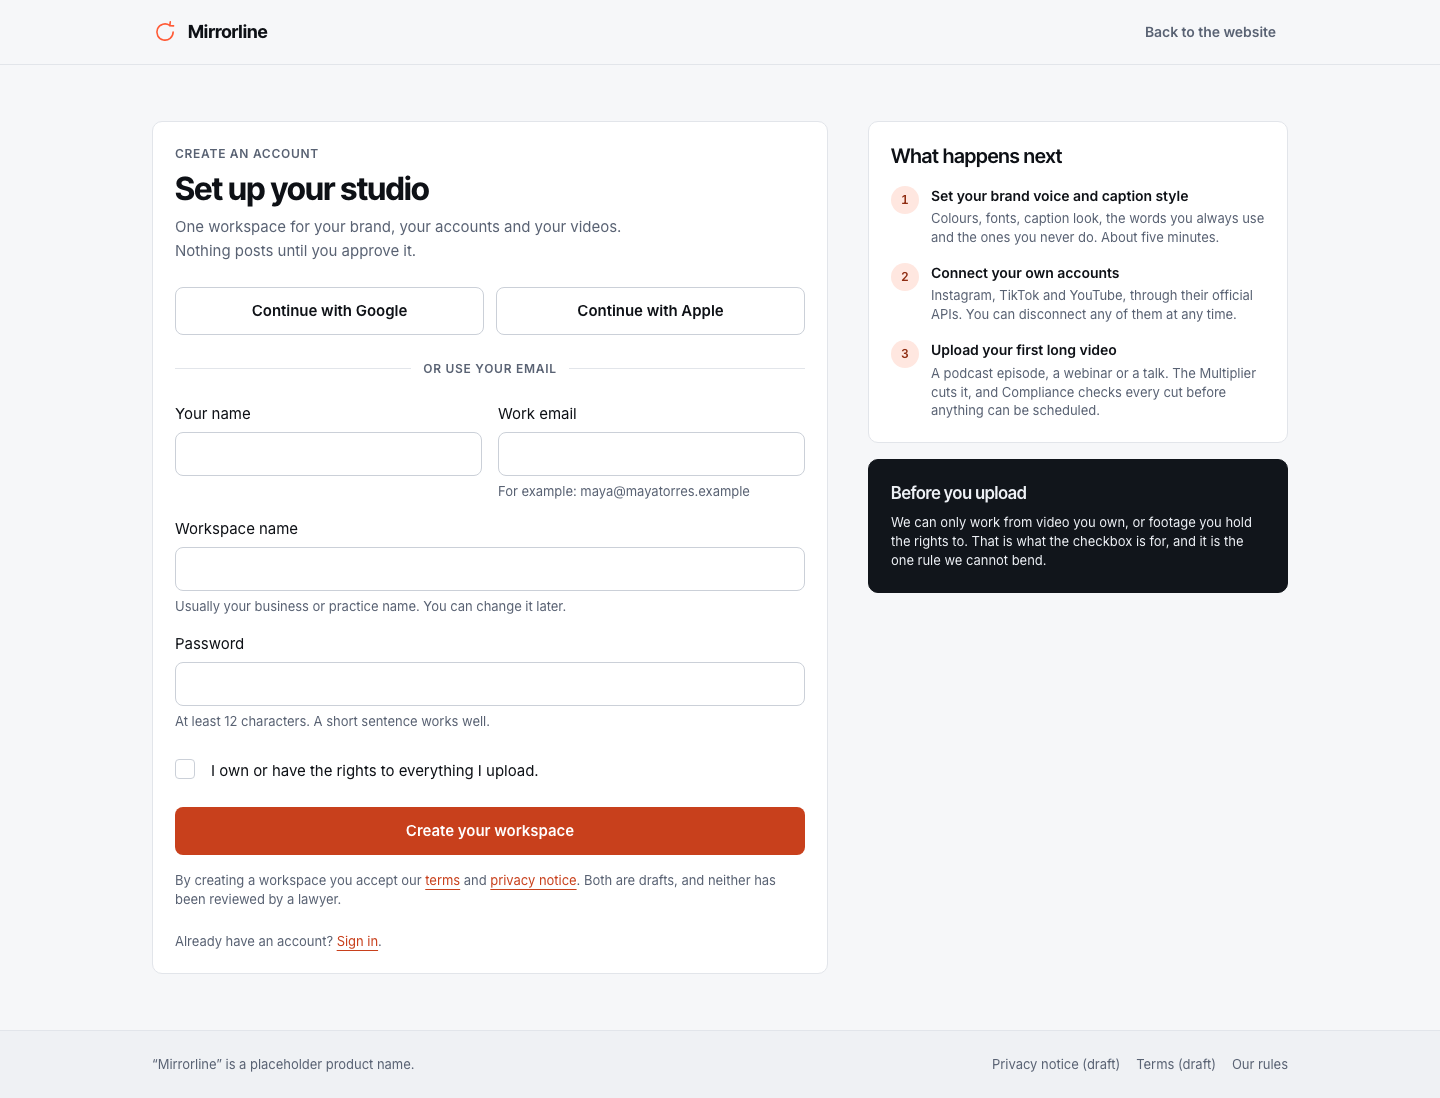 Mirrorline
Back to the website
CREATE AN ACCOUNT
Set up your studio
One workspace for your brand, your accounts and your videos.
Nothing posts until you approve it.
Continue with Google
Continue with Apple
OR USE YOUR EMAIL
Your name
Work email
For example: maya@mayatorres.example
Workspace name
Usually your business or practice name. You can change it later.
Password
At least 12 characters. A short sentence works well.
I own or have the rights to everything I upload.
Create your workspace
By creating a workspace you accept our terms and privacy notice. Both are drafts, and neither has
been reviewed by a lawyer.
Already have an account? Sign in.
What happens next
1
Set your brand voice and caption style
Colours, fonts, caption look, the words you always use
and the ones you never do. About five minutes.
2
Connect your own accounts
Instagram, TikTok and YouTube, through their official
APIs. You can disconnect any of them at any time.
3
Upload your first long video
A podcast episode, a webinar or a talk. The Multiplier
cuts it, and Compliance checks every cut before
anything can be scheduled.
Before you upload
We can only work from video you own, or footage you hold
the rights to. That is what the checkbox is for, and it is the
one rule we cannot bend.
“Mirrorline” is a placeholder product name.
Privacy notice (draft)
Terms (draft)
Our rules